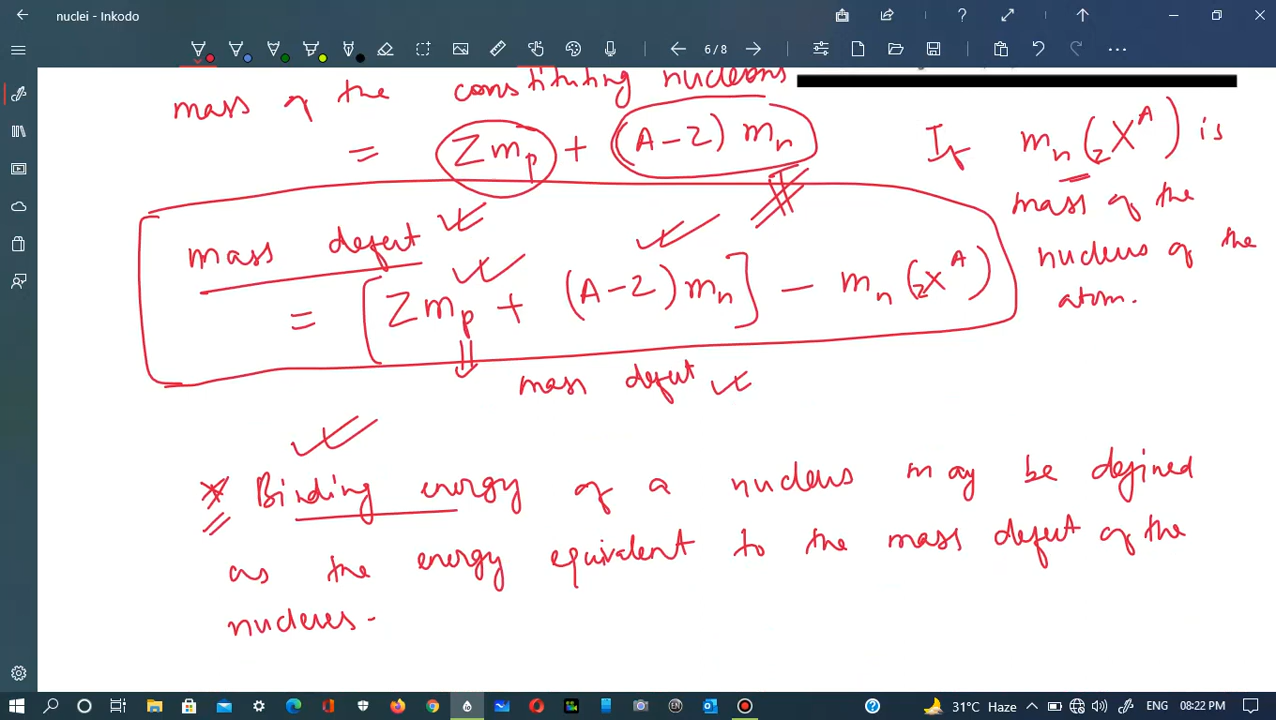 nuclei - Inkodo
6/8
mass of the constituting nucleons
= Zmp + (A-Z) mn
If mn (zX^A) is
mass of the
nucleus of the
atom.
mass defect
= [Zmp + (A-Z)mn] - mn (zX^A)
mass defect
* Binding energy of a nucleus may be defined
as the energy equivalent to the mass defect of the
nucleus -
31°C Haze
ENG
08:22 PM